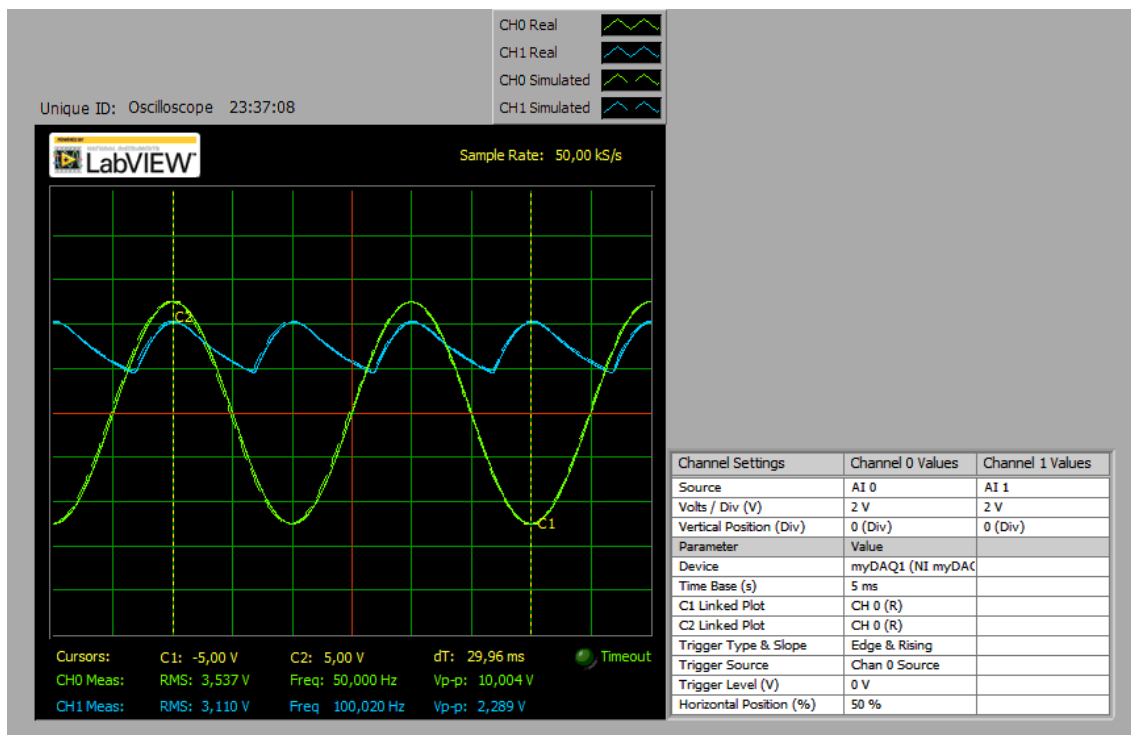 CH0 Real
CH1 Real
CH0 Simulated
CH1 Simulated
Unique ID: Oscilloscope 23:37:08
POWERED BY
NATIONAL INSTRUMENTS
LabVIEW
Sample Rate: 50,00 kS/s
C2
C1
Cursors: C1: -5,00 V C2: 5,00 V dT: 29,96 ms Timeout
CH0 Meas: RMS: 3,537 V Freq: 50,000 Hz Vp-p: 10,004 V
CH1 Meas: RMS: 3,110 V Freq 100,020 Hz Vp-p: 2,289 V
Channel Settings Channel 0 Values Channel 1 Values
Source AI 0 AI 1
Volts / Div (V) 2 V 2 V
Vertical Position (Div) 0 (Div) 0 (Div)
Parameter Value
Device myDAQ1 (NI myDAC
Time Base (s) 5 ms
C1 Linked Plot CH 0 (R)
C2 Linked Plot CH 0 (R)
Trigger Type & Slope Edge & Rising
Trigger Source Chan 0 Source
Trigger Level (V) 0 V
Horizontal Position (%) 50 %